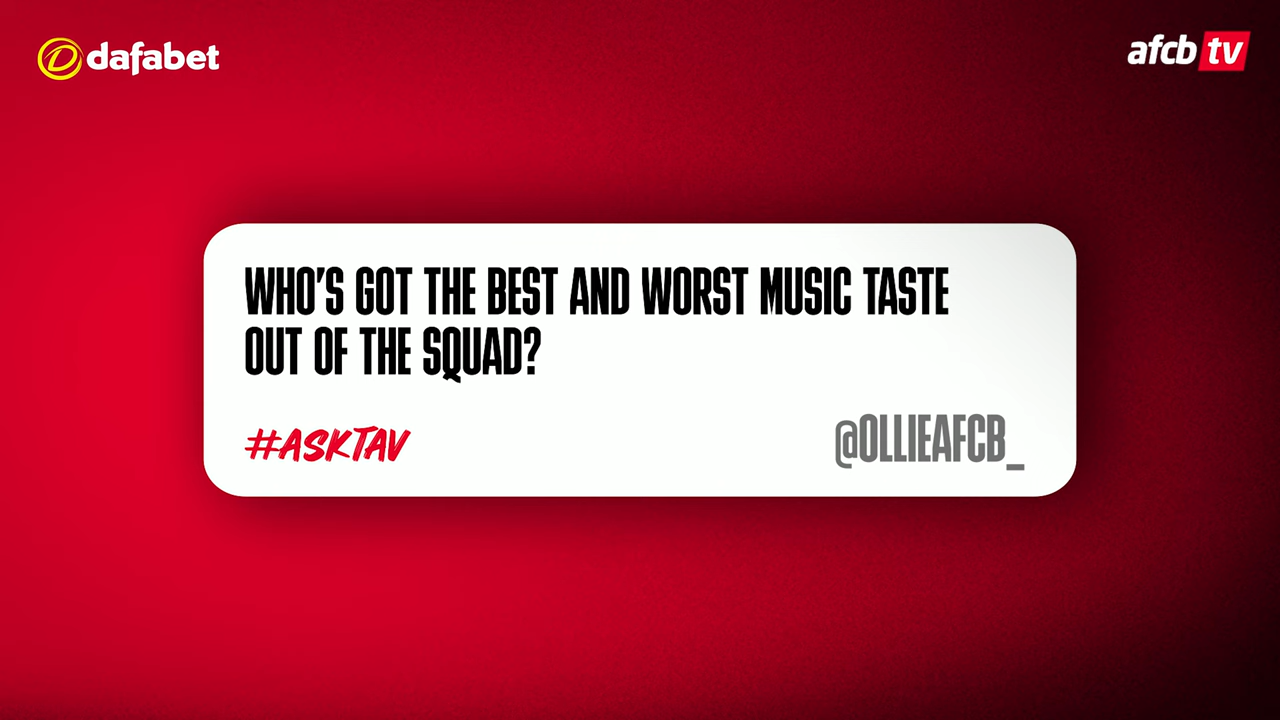 dafabet
afcb tv
WHO'S GOT THE BEST AND WORST MUSIC TASTE
OUT OF THE SQUAD?
#ASKTAV
@OLLIEAFCB_